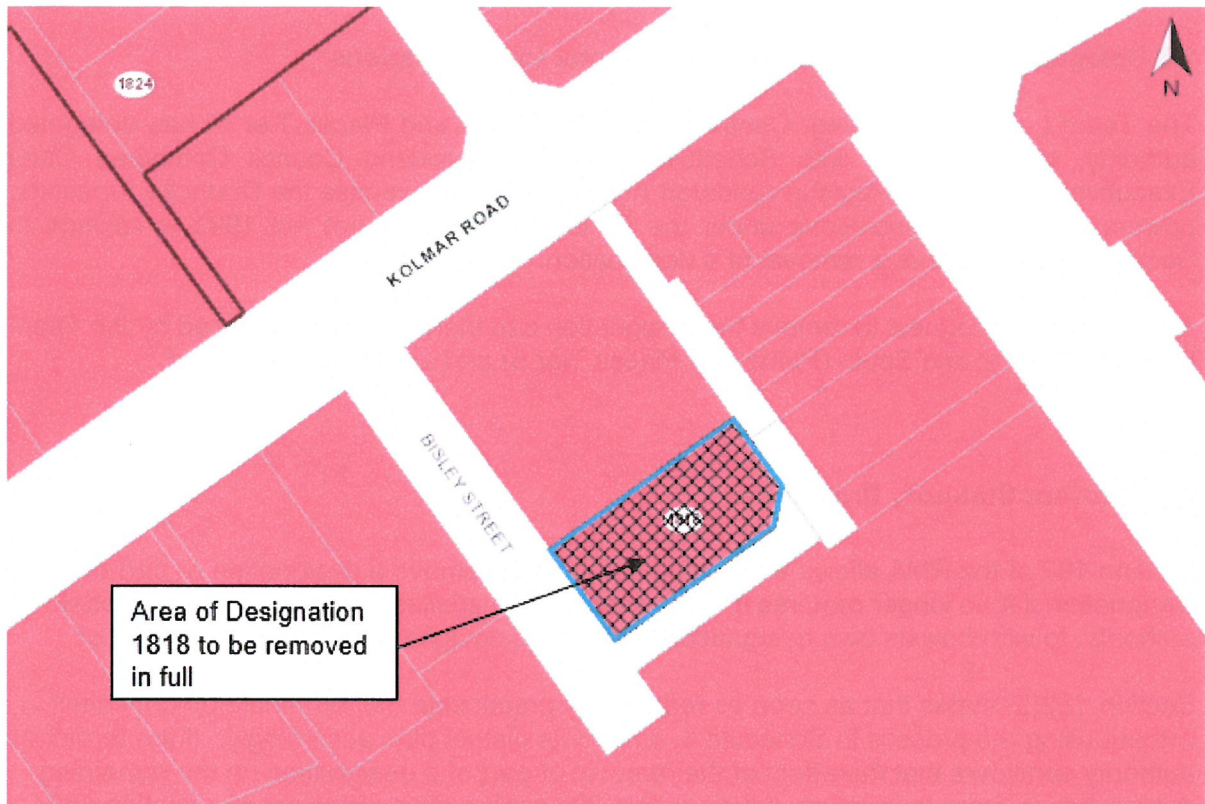 N
1824
KOLMAR ROAD
BISLEY STREET
Area of Designation
1818 to be removed
in full